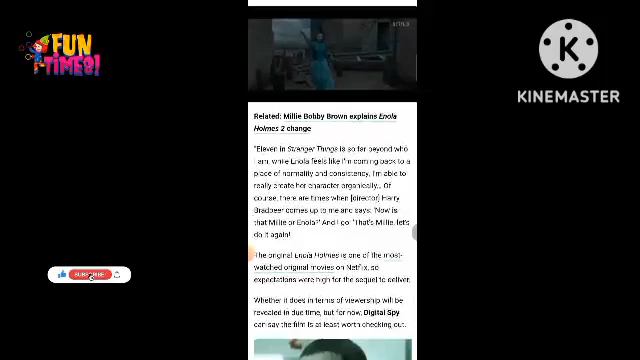 NETFLIX
FUN
TIMES!
K
KINEMASTER
Related: Millie Bobby Brown explains Enola
Holmes 2 change
"Eleven in Stranger Things is so far beyond who
I am, while Enola feels like I'm coming back to a
place of normality and consistency, I'm able to
really create her character organically... Of
course, there are times when [director] Harry
Bradbeer comes up to me and says: 'Now is
that Millie or Enola?' And I go: 'That's Millie, let's
do it again!'
The original Enola Holmes is one of the most-
watched original movies on Netflix, so
expectations were high for the sequel to deliver.
Whether it does in terms of viewership will be
revealed in due time, but for now, Digital Spy
can say the film is at least worth checking out.
SUBSCRIBE